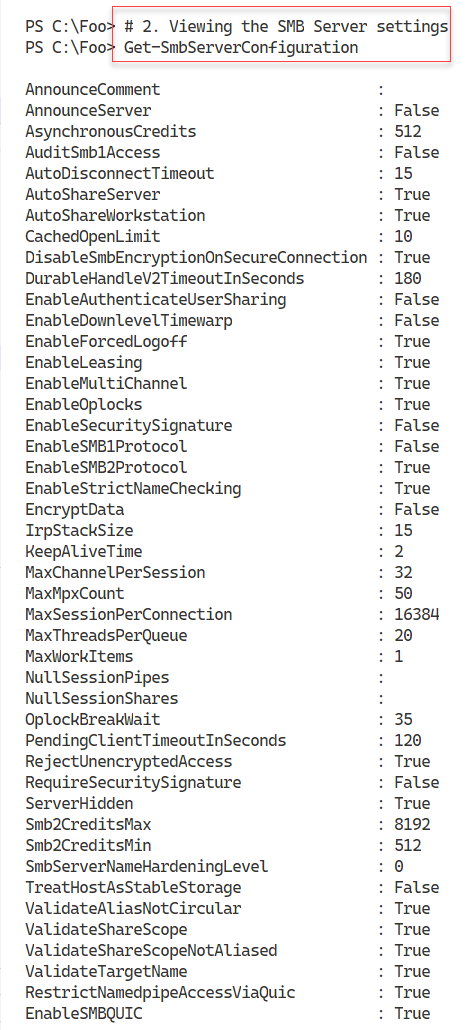 PS C:\Foo> # 2. Viewing the SMB Server settings
PS C:\Foo> Get-SmbServerConfiguration
AnnounceComment :
AnnounceServer : False
AsynchronousCredits : 512
AuditSmb1Access : False
AutoDisconnectTimeout : 15
AutoShareServer : True
AutoShareWorkstation : True
CachedOpenLimit : 10
DisableSmbEncryptionOnSecureConnection : True
DurableHandleV2TimeoutInSeconds : 180
EnableAuthenticateUserSharing : False
EnableDownlevelTimewarp : False
EnableForcedLogoff : True
EnableLeasing : True
EnableMultiChannel : True
EnableOplocks : True
EnableSecuritySignature : False
EnableSMB1Protocol : False
EnableSMB2Protocol : True
EnableStrictNameChecking : True
EncryptData : False
IrpStackSize : 15
KeepAliveTime : 2
MaxChannelPerSession : 32
MaxMpxCount : 50
MaxSessionPerConnection : 16384
MaxThreadsPerQueue : 20
MaxWorkItems : 1
NullSessionPipes :
NullSessionShares :
OplockBreakWait : 35
PendingClientTimeoutInSeconds : 120
RejectUnencryptedAccess : True
RequireSecuritySignature : False
ServerHidden : True
Smb2CreditsMax : 8192
Smb2CreditsMin : 512
SmbServerNameHardeningLevel : 0
TreatHostAsStableStorage : False
ValidateAliasNotCircular : True
ValidateShareScope : True
ValidateShareScopeNotAliased : True
ValidateTargetName : True
RestrictNamedpipeAccessViaQuic : True
EnableSMBQUIC : True